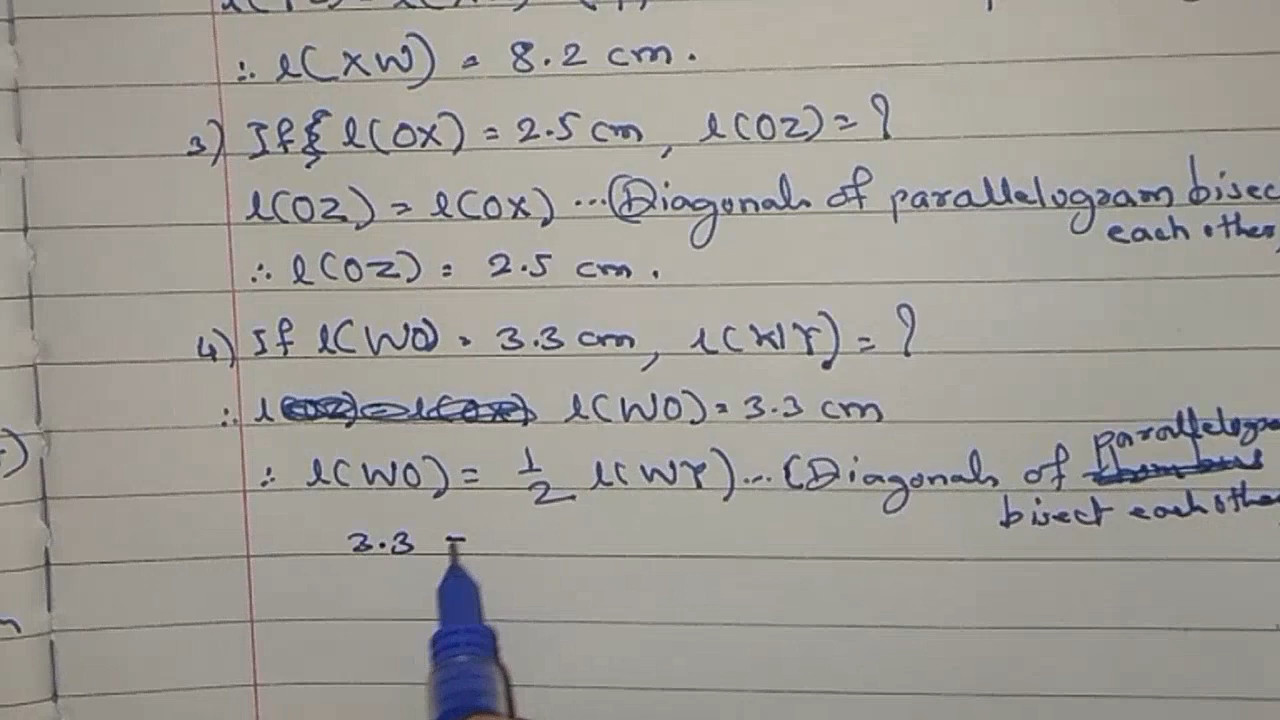 ∴ l(XW) = 8.2 cm.
3) If l(OX) = 2.5 cm, l(OZ) = ?
l(OZ) = l(OX) ... (Diagonals of parallelogram bisec
each other
∴ l(OZ) = 2.5 cm.
4) If l(WO) = 3.3 cm, l(WY) = ?
∴ l(WO) = 3.3 cm
∴ l(WO) = 1/2 l(WY) ... (Diagonals of parallelogra
bisect each othe
3.3 =